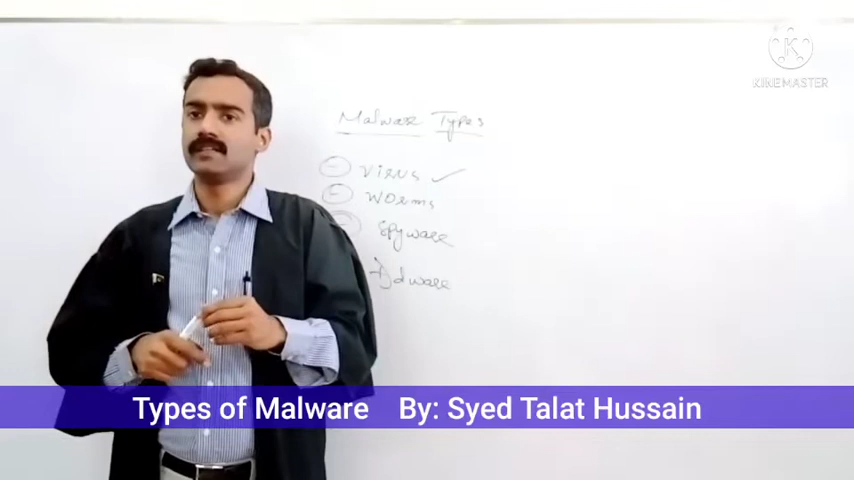 KINEMASTER
Malware Types
Virus
Worms
Spyware
Adware
Types of Malware By: Syed Talat Hussain